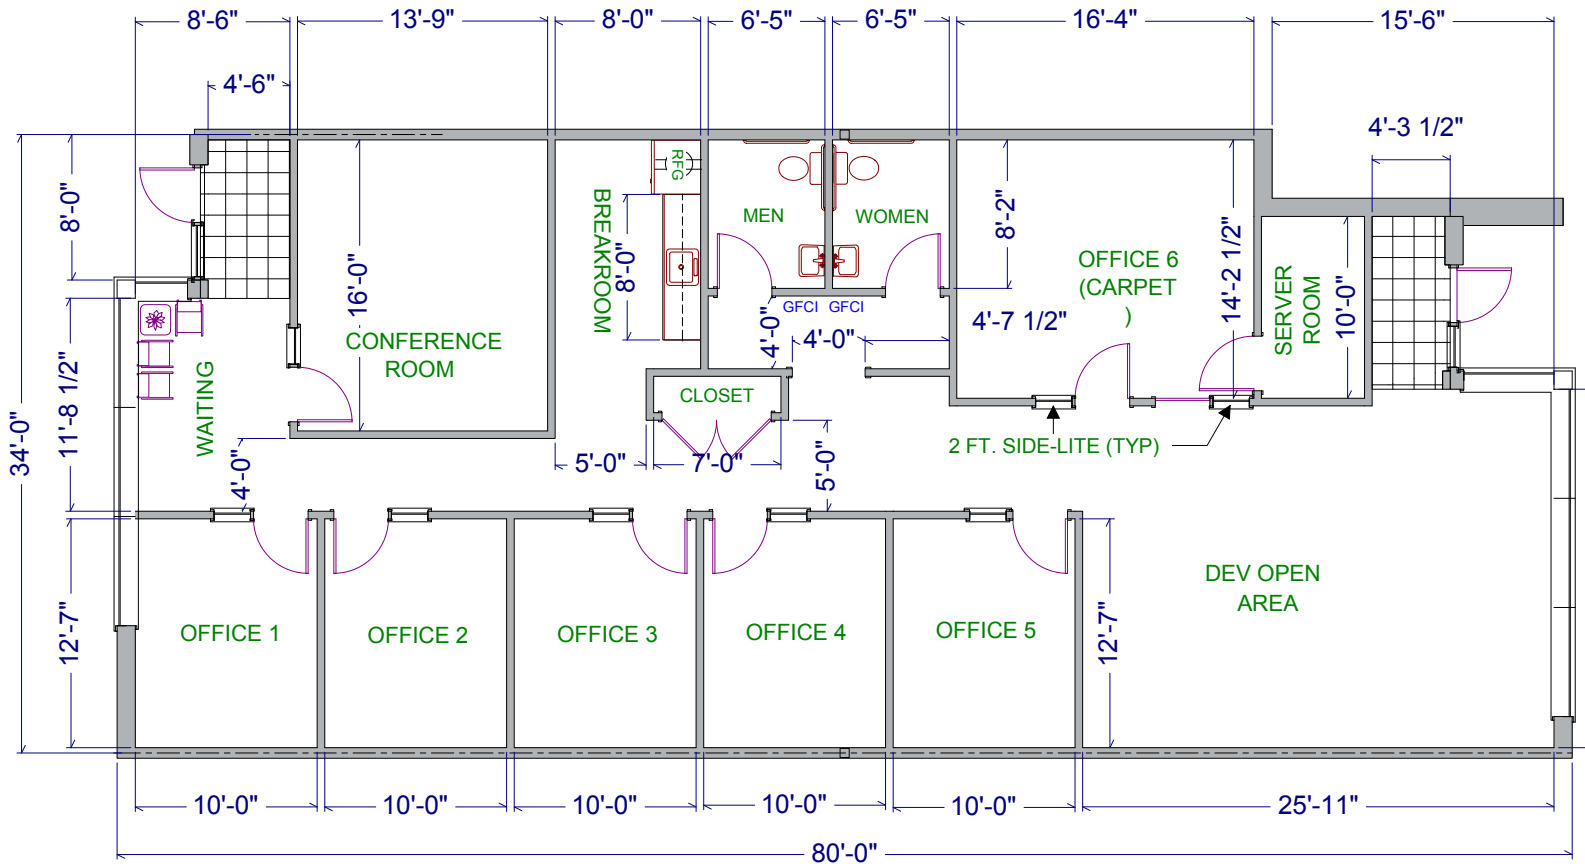 8'-6"
13'-9"
8'-0"
6'-5"
6'-5"
16'-4"
15'-6"
4'-6"
4'-3 1/2"
34'-0"
8'-0"
11'-8 1/2"
12'-7"
16'-0"
CONFERENCE
ROOM
WAITING
4'-0"
BREAKROOM
RFG
8'-0"
MEN
WOMEN
GFCI
GFCI
4'-0"
4'-0"
8'-2"
4'-7 1/2"
OFFICE 6
(CARPET
)
14'-2 1/2"
SERVER
ROOM
10'-0"
CLOSET
5'-0"
7'-0"
5'-0"
2 FT. SIDE-LITE (TYP)
OFFICE 1
OFFICE 2
OFFICE 3
OFFICE 4
OFFICE 5
12'-7"
DEV OPEN
AREA
10'-0"
10'-0"
10'-0"
10'-0"
10'-0"
25'-11"
80'-0"